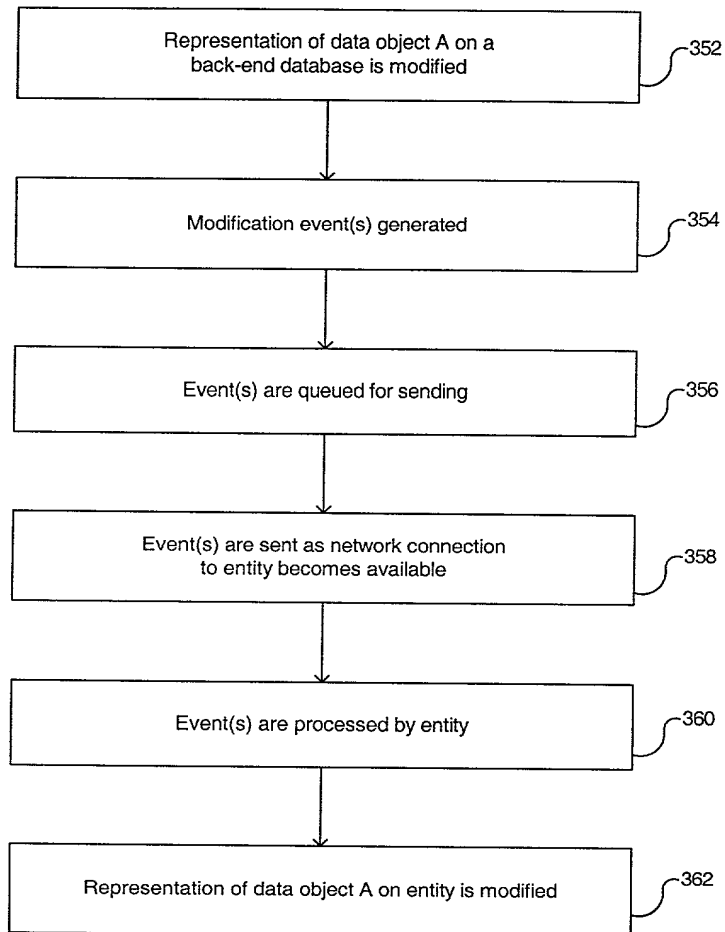 Representation of data object A on a
back-end database is modified
352
Modification event(s) generated
354
Event(s) are queued for sending
356
Event(s) are sent as network connection
to entity becomes available
358
Event(s) are processed by entity
360
Representation of data object A on entity is modified
362